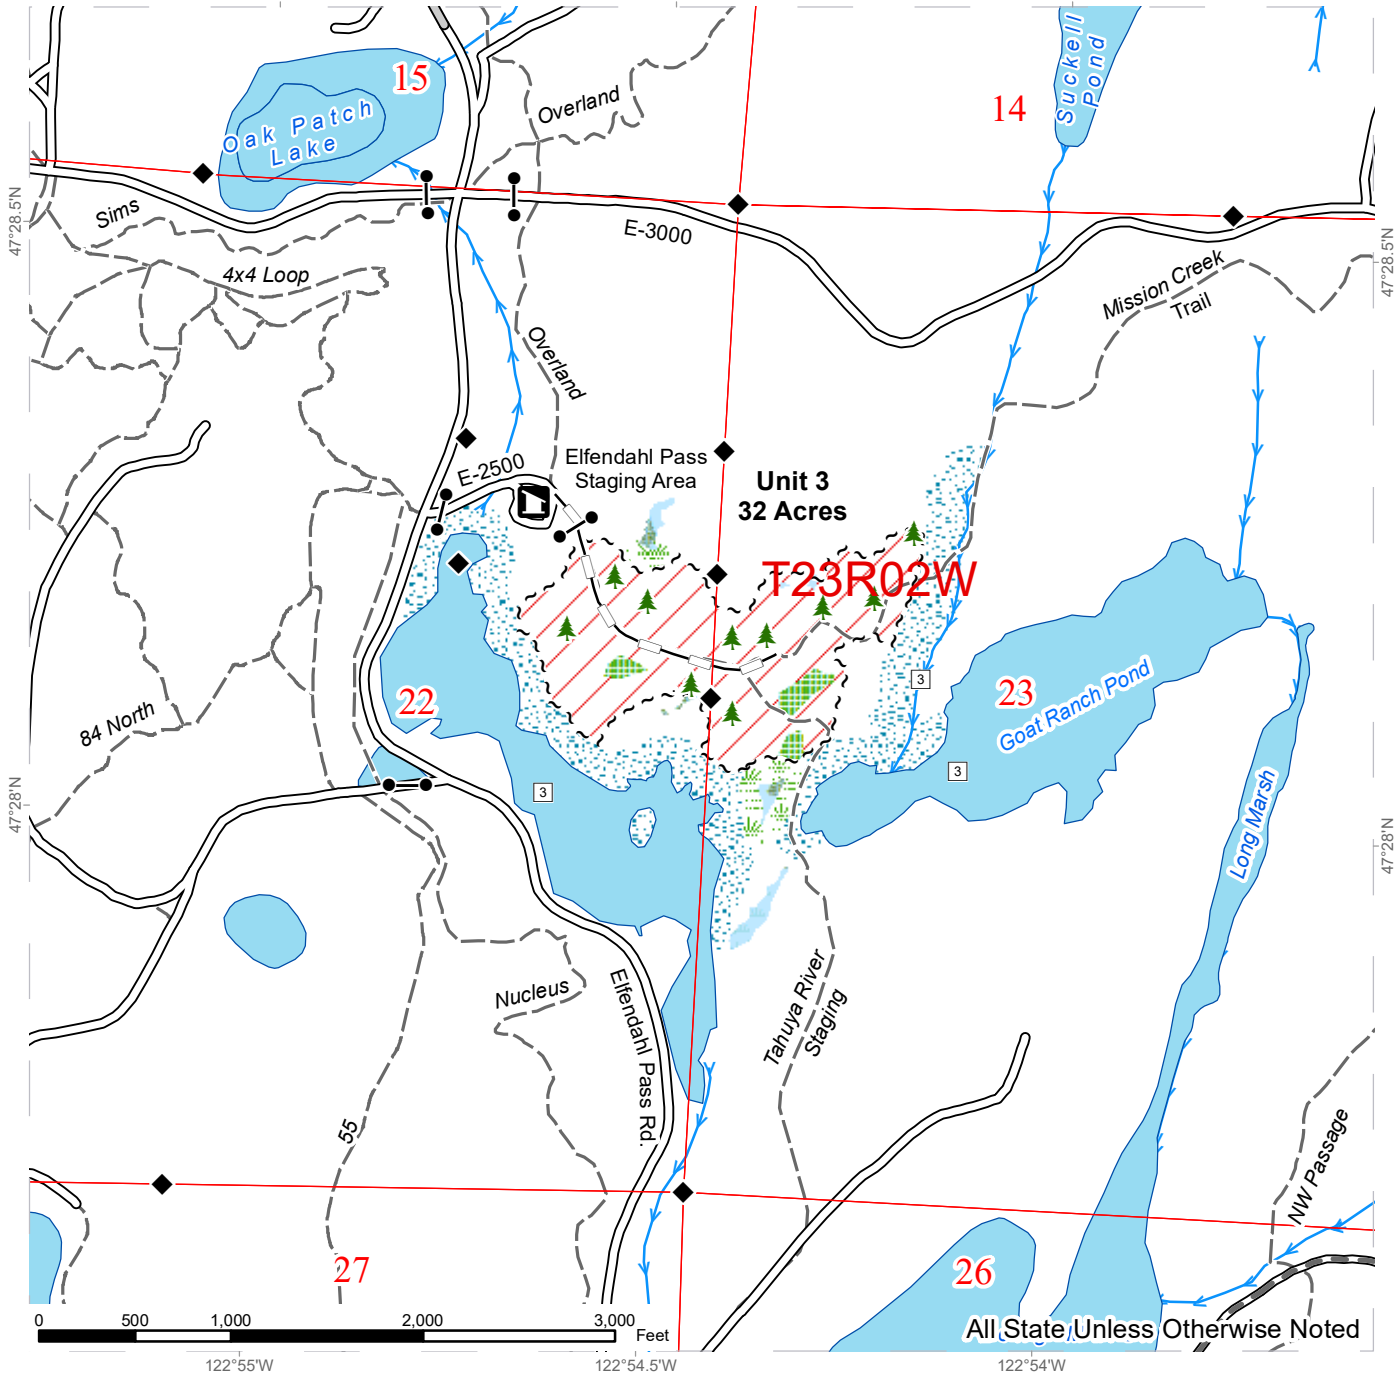 15
14
Suckell
Pond
Overland
Oak Patch
Lake
47°28.5'N
Sims
E-3000
47°28.5'N
4x4 Loop
Mission Creek
Trail
Overland
E-2500
Elfendahl Pass
Staging Area
Unit 3
32 Acres
T23R02W
3
22
23
84 North
Goat Ranch Pond
3
3
47°28'N
47°28'N
Long Marsh
Nucleus
Elfendahl Pass Rd.
Tahuya River
Staging
55
NW Passage
27
26
0 500 1,000 2,000 3,000
Feet
All State Unless Otherwise Noted
122°55'W 122°54.5'W 122°54'W